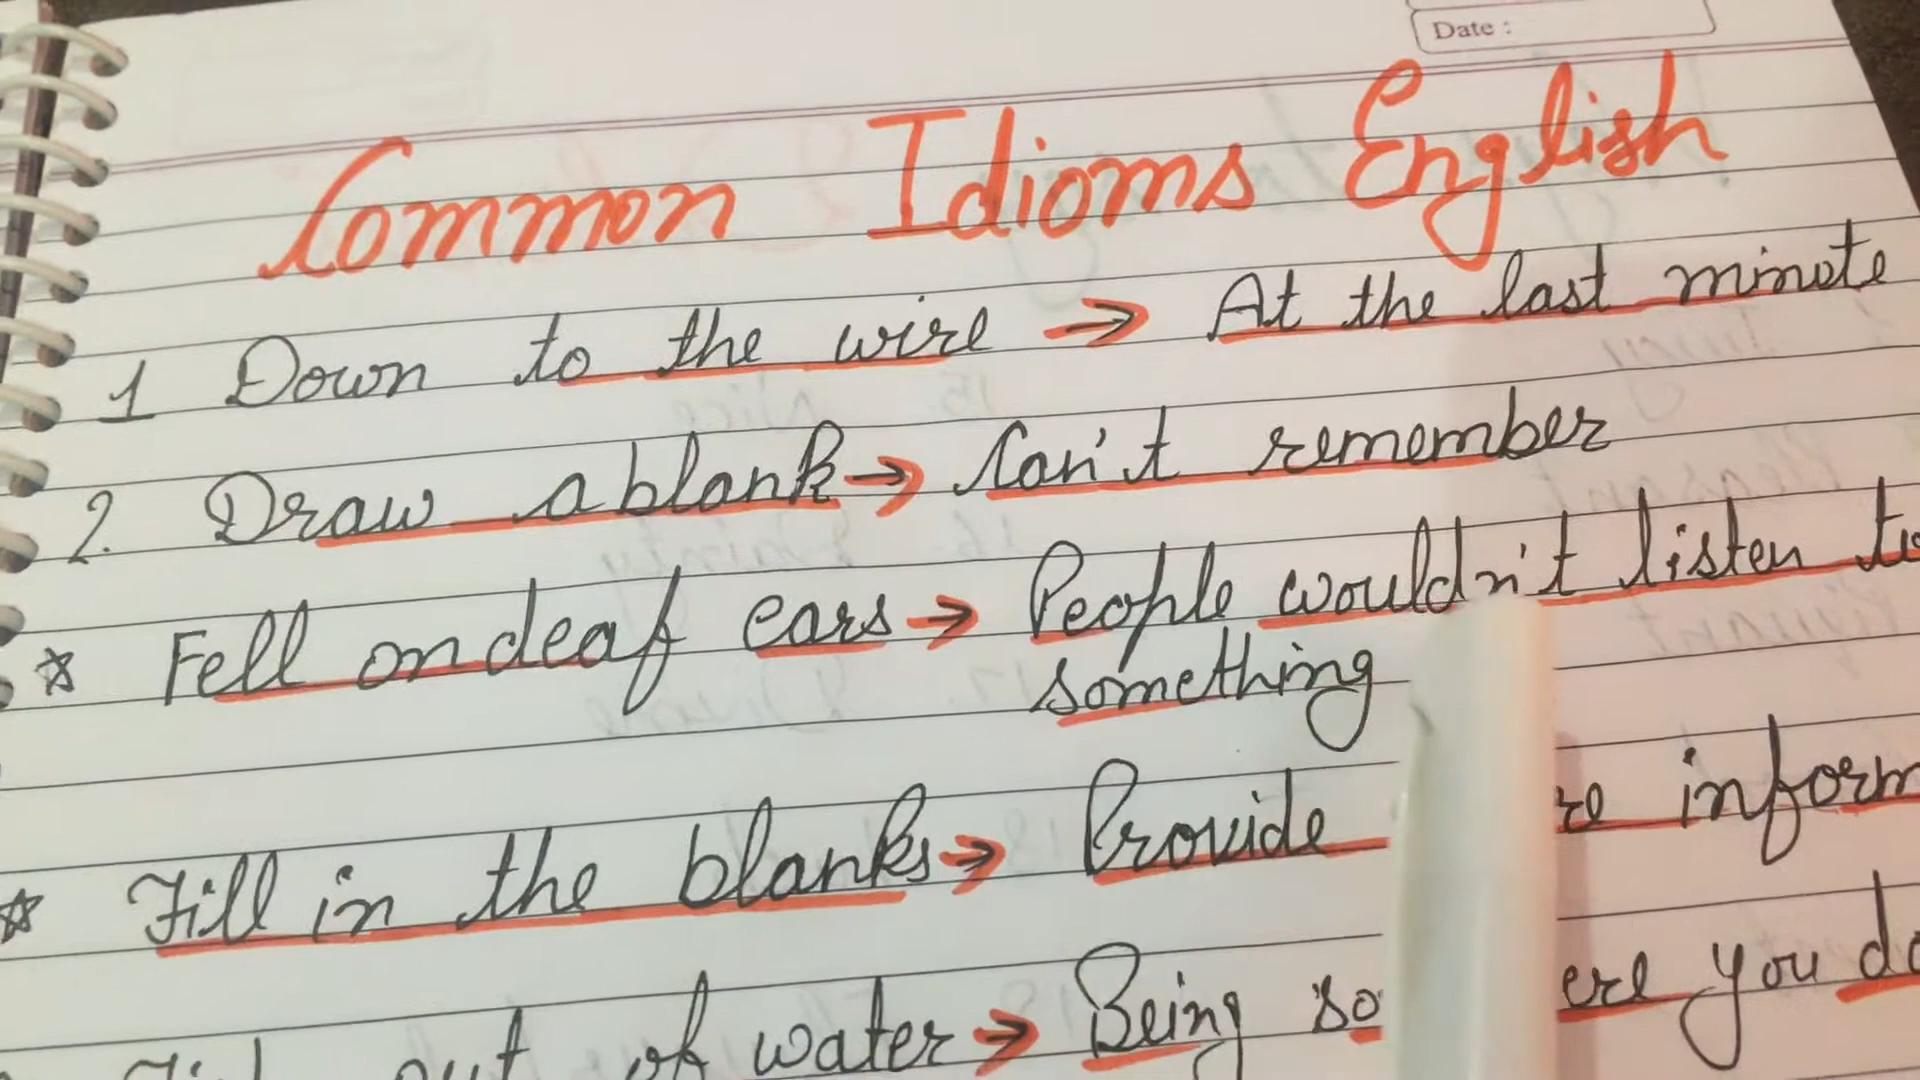 Date :
Common Idioms English
1 Down to the wire → At the last minute
2. Draw a blank → Can't remember
☆ Fell on deaf ears → People wouldn't listen to
something
☆ Fill in the blanks → Provide inform
out of water → Being so ere you do